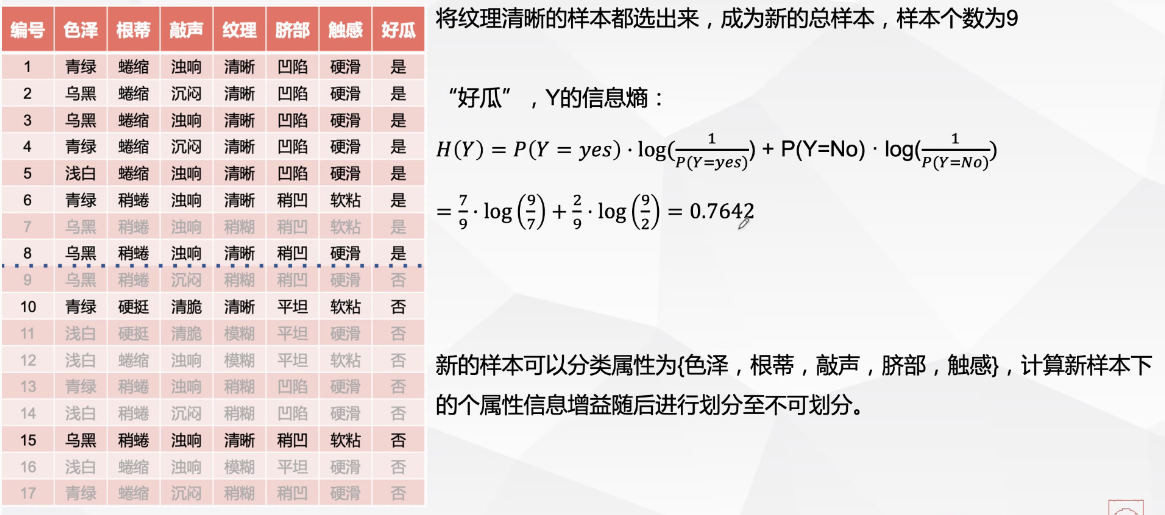 编号 色泽 根蒂 敲声 纹理 脐部 触感 好瓜
1 青绿 蜷缩 浊响 清晰 凹陷 硬滑 是
2 乌黑 蜷缩 沉闷 清晰 凹陷 硬滑 是
3 乌黑 蜷缩 浊响 清晰 凹陷 硬滑 是
4 青绿 蜷缩 沉闷 清晰 凹陷 硬滑 是
5 浅白 蜷缩 浊响 清晰 凹陷 硬滑 是
6 青绿 稍蜷 浊响 清晰 稍凹 软粘 是
7 乌黑 稍蜷 浊响 稍糊 稍凹 软粘 是
8 乌黑 稍蜷 浊响 清晰 稍凹 硬滑 是
9 乌黑 稍蜷 沉闷 稍糊 稍凹 硬滑 否
10 青绿 硬挺 清脆 清晰 平坦 软粘 否
11 浅白 硬挺 清脆 模糊 平坦 硬滑 否
12 浅白 蜷缩 浊响 模糊 平坦 软粘 否
13 青绿 稍蜷 浊响 稍糊 凹陷 硬滑 否
14 浅白 稍蜷 沉闷 稍糊 凹陷 硬滑 否
15 乌黑 稍蜷 浊响 清晰 稍凹 软粘 否
16 浅白 蜷缩 浊响 模糊 平坦 硬滑 否
17 青绿 蜷缩 沉闷 稍糊 稍凹 硬滑 否
将纹理清晰的样本都选出来，成为新的总样本，样本个数为9
“好瓜”，Y的信息熵：
H(Y) = P(Y = yes) · log(1/P(Y=yes)) + P(Y=No) · log(1/P(Y=No))
= 7/9 · log(9/7) + 2/9 · log(9/2) = 0.7642
新的样本可以分类属性为{色泽，根蒂，敲声，脐部，触感}，计算新样本下
的个属性信息增益随后进行划分至不可划分。